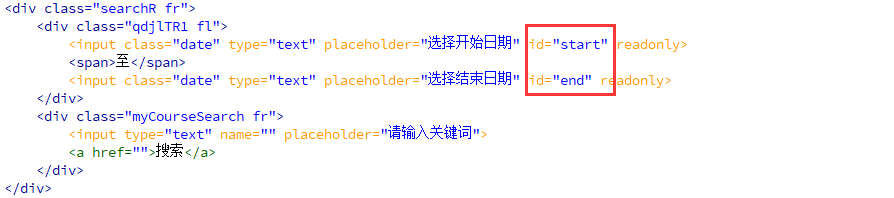 <div class="searchR fr">
<div class="qdjlTR1 fl">
<input class="date" type="text" placeholder="选择开始日期" id="start" readonly>
<span>至</span>
<input class="date" type="text" placeholder="选择结束日期" id="end" readonly>
</div>
<div class="myCourseSearch fr">
<input type="text" name="" placeholder="请输入关键词">
<a href="">搜索</a>
</div>
</div>